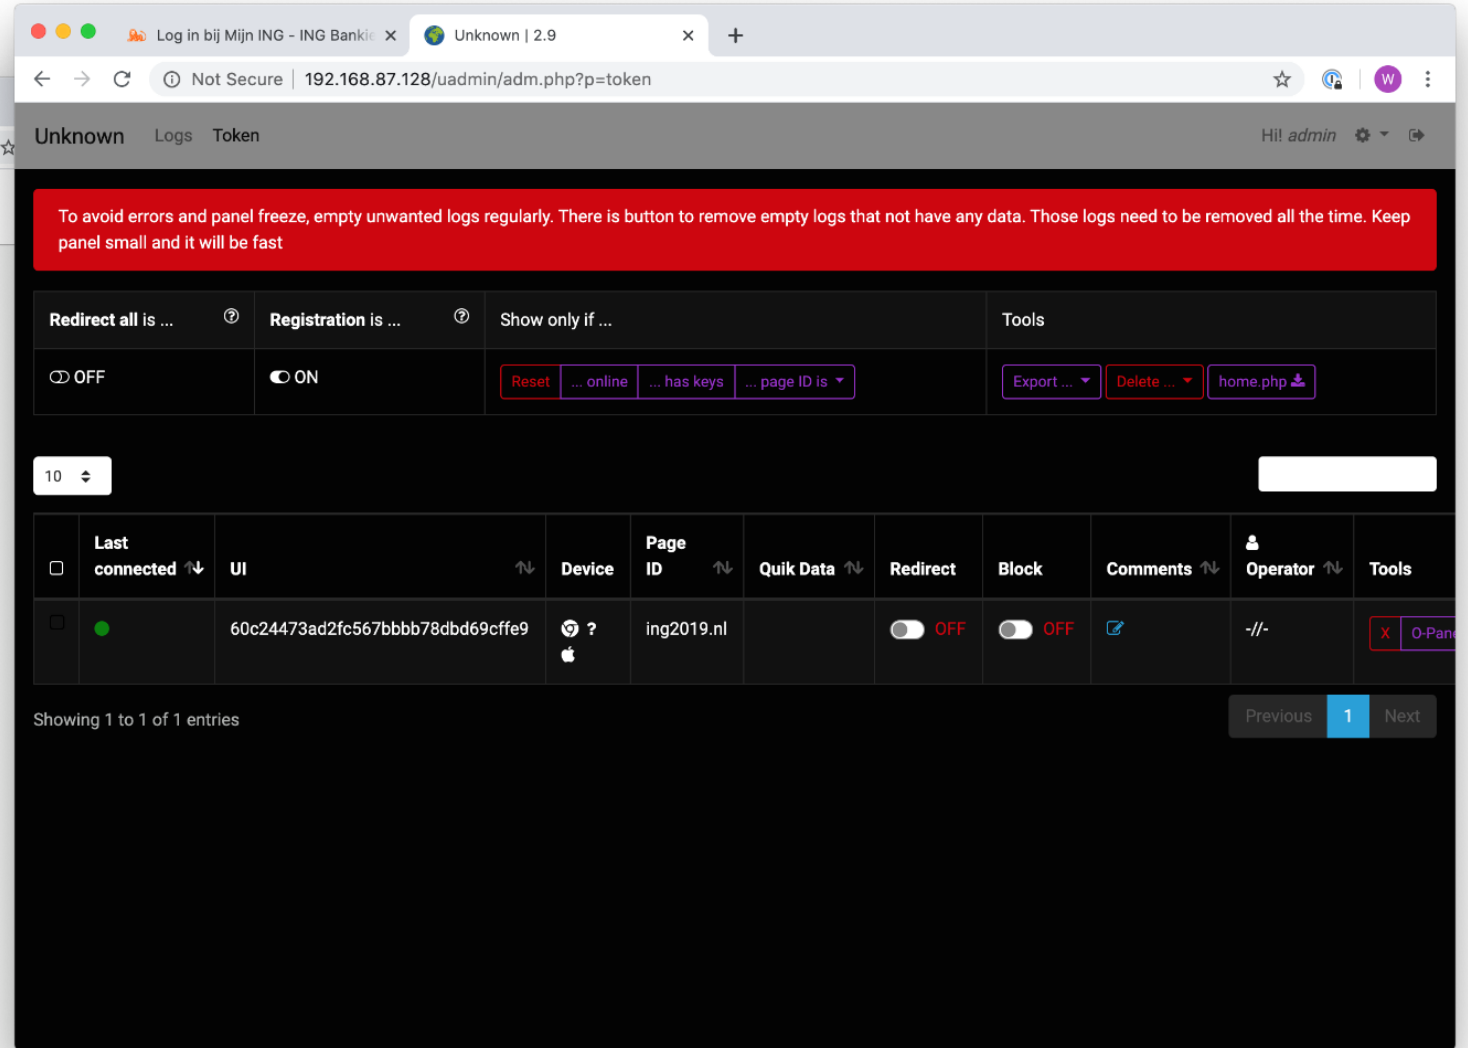 Log in bij Mijn ING - ING Bankie
Unknown | 2.9
Not Secure | 192.168.87.128/uadmin/adm.php?p=token
W
Unknown Logs Token Hi! admin
To avoid errors and panel freeze, empty unwanted logs regularly. There is button to remove empty logs that not have any data. Those logs need to be removed all the time. Keep
panel small and it will be fast
Redirect all is ... Registration is ... Show only if ... Tools
OFF ON Reset ... online ... has keys ... page ID is Export ... Delete ... home.php
10
Last
connected
UI
Device
Page
ID
Quik Data
Redirect
Block
Comments
Operator
Tools
60c24473ad2fc567bbbb78dbd69cffe9 ? ing2019.nl OFF OFF -//- X O-Pane
Showing 1 to 1 of 1 entries
Previous 1 Next